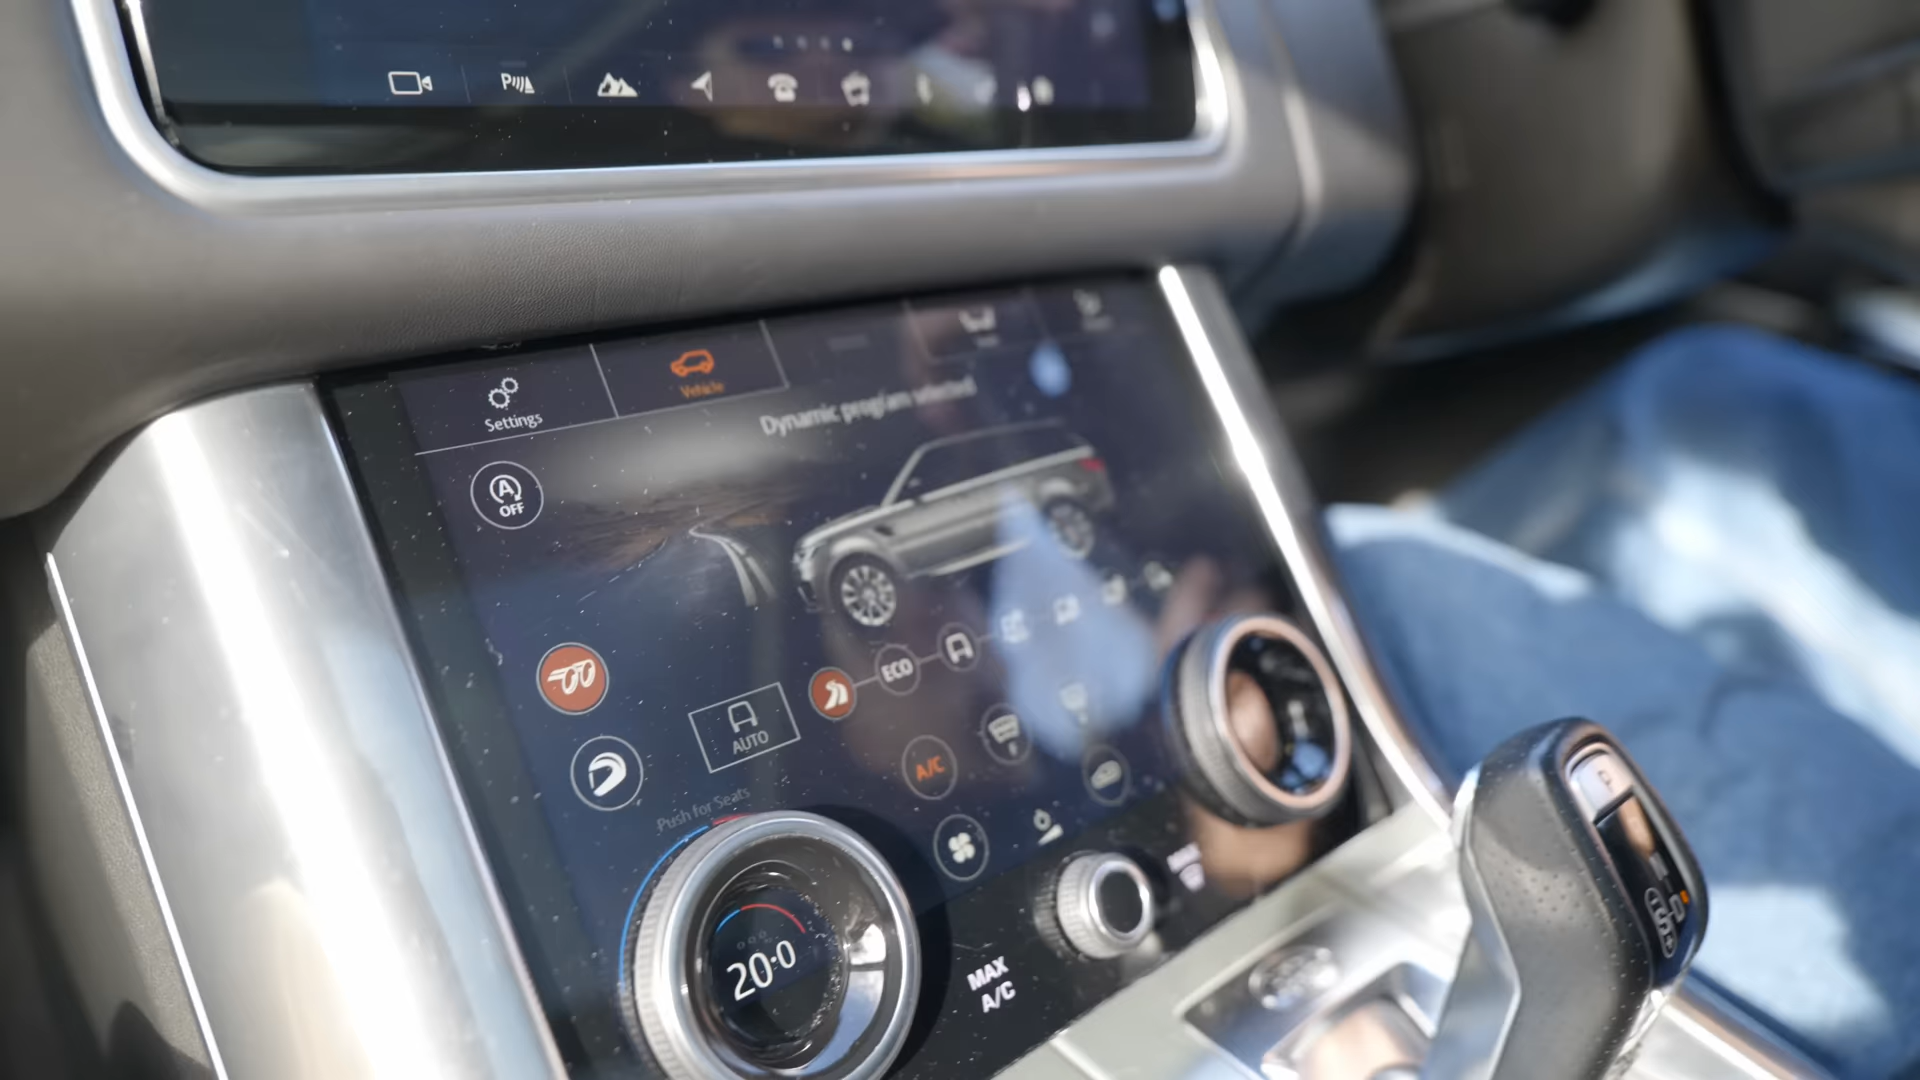 P
Settings
Vehicle
Dynamic program selected
A
OFF
ECO
AUTO
A/C
Push for Seats
20·0
MAX
A/C